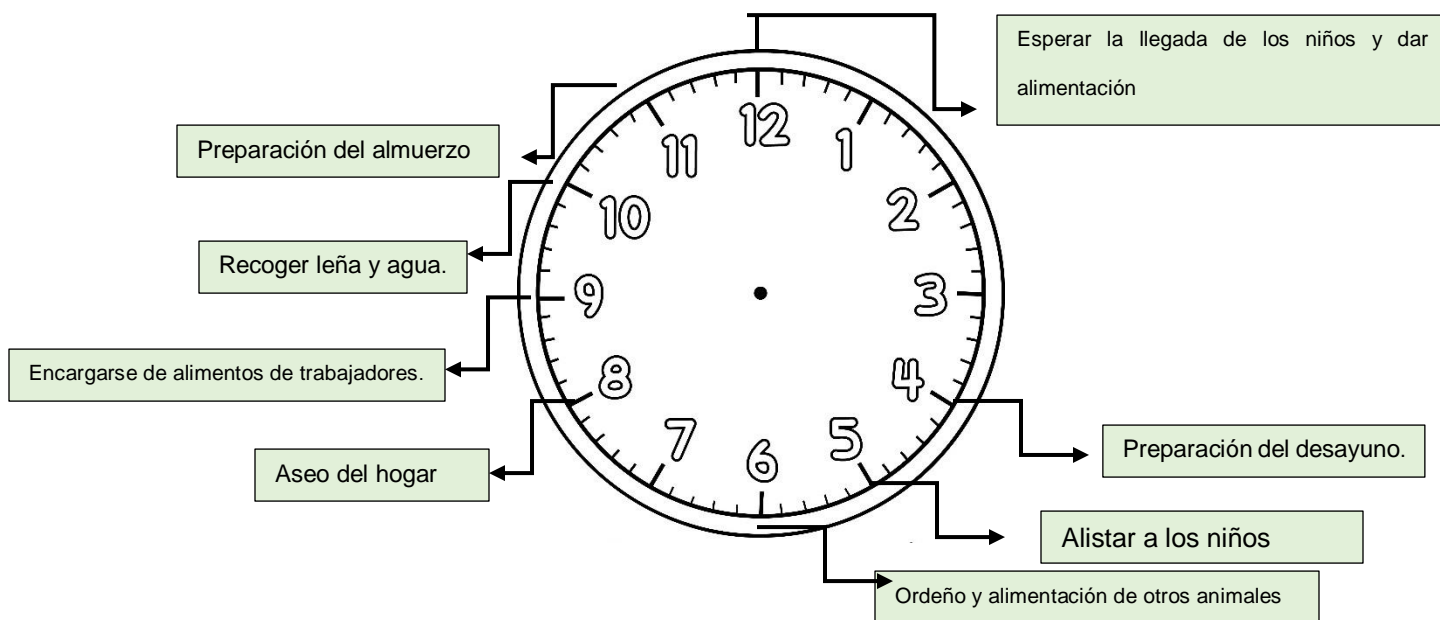 Esperar la llegada de los niños y dar
alimentación
Preparación del almuerzo
Recoger leña y agua.
Encargarse de alimentos de trabajadores.
Aseo del hogar
12
1
2
3
4
5
6
7
8
9
10
11
Preparación del desayuno.
Alistar a los niños
Ordeño y alimentación de otros animales